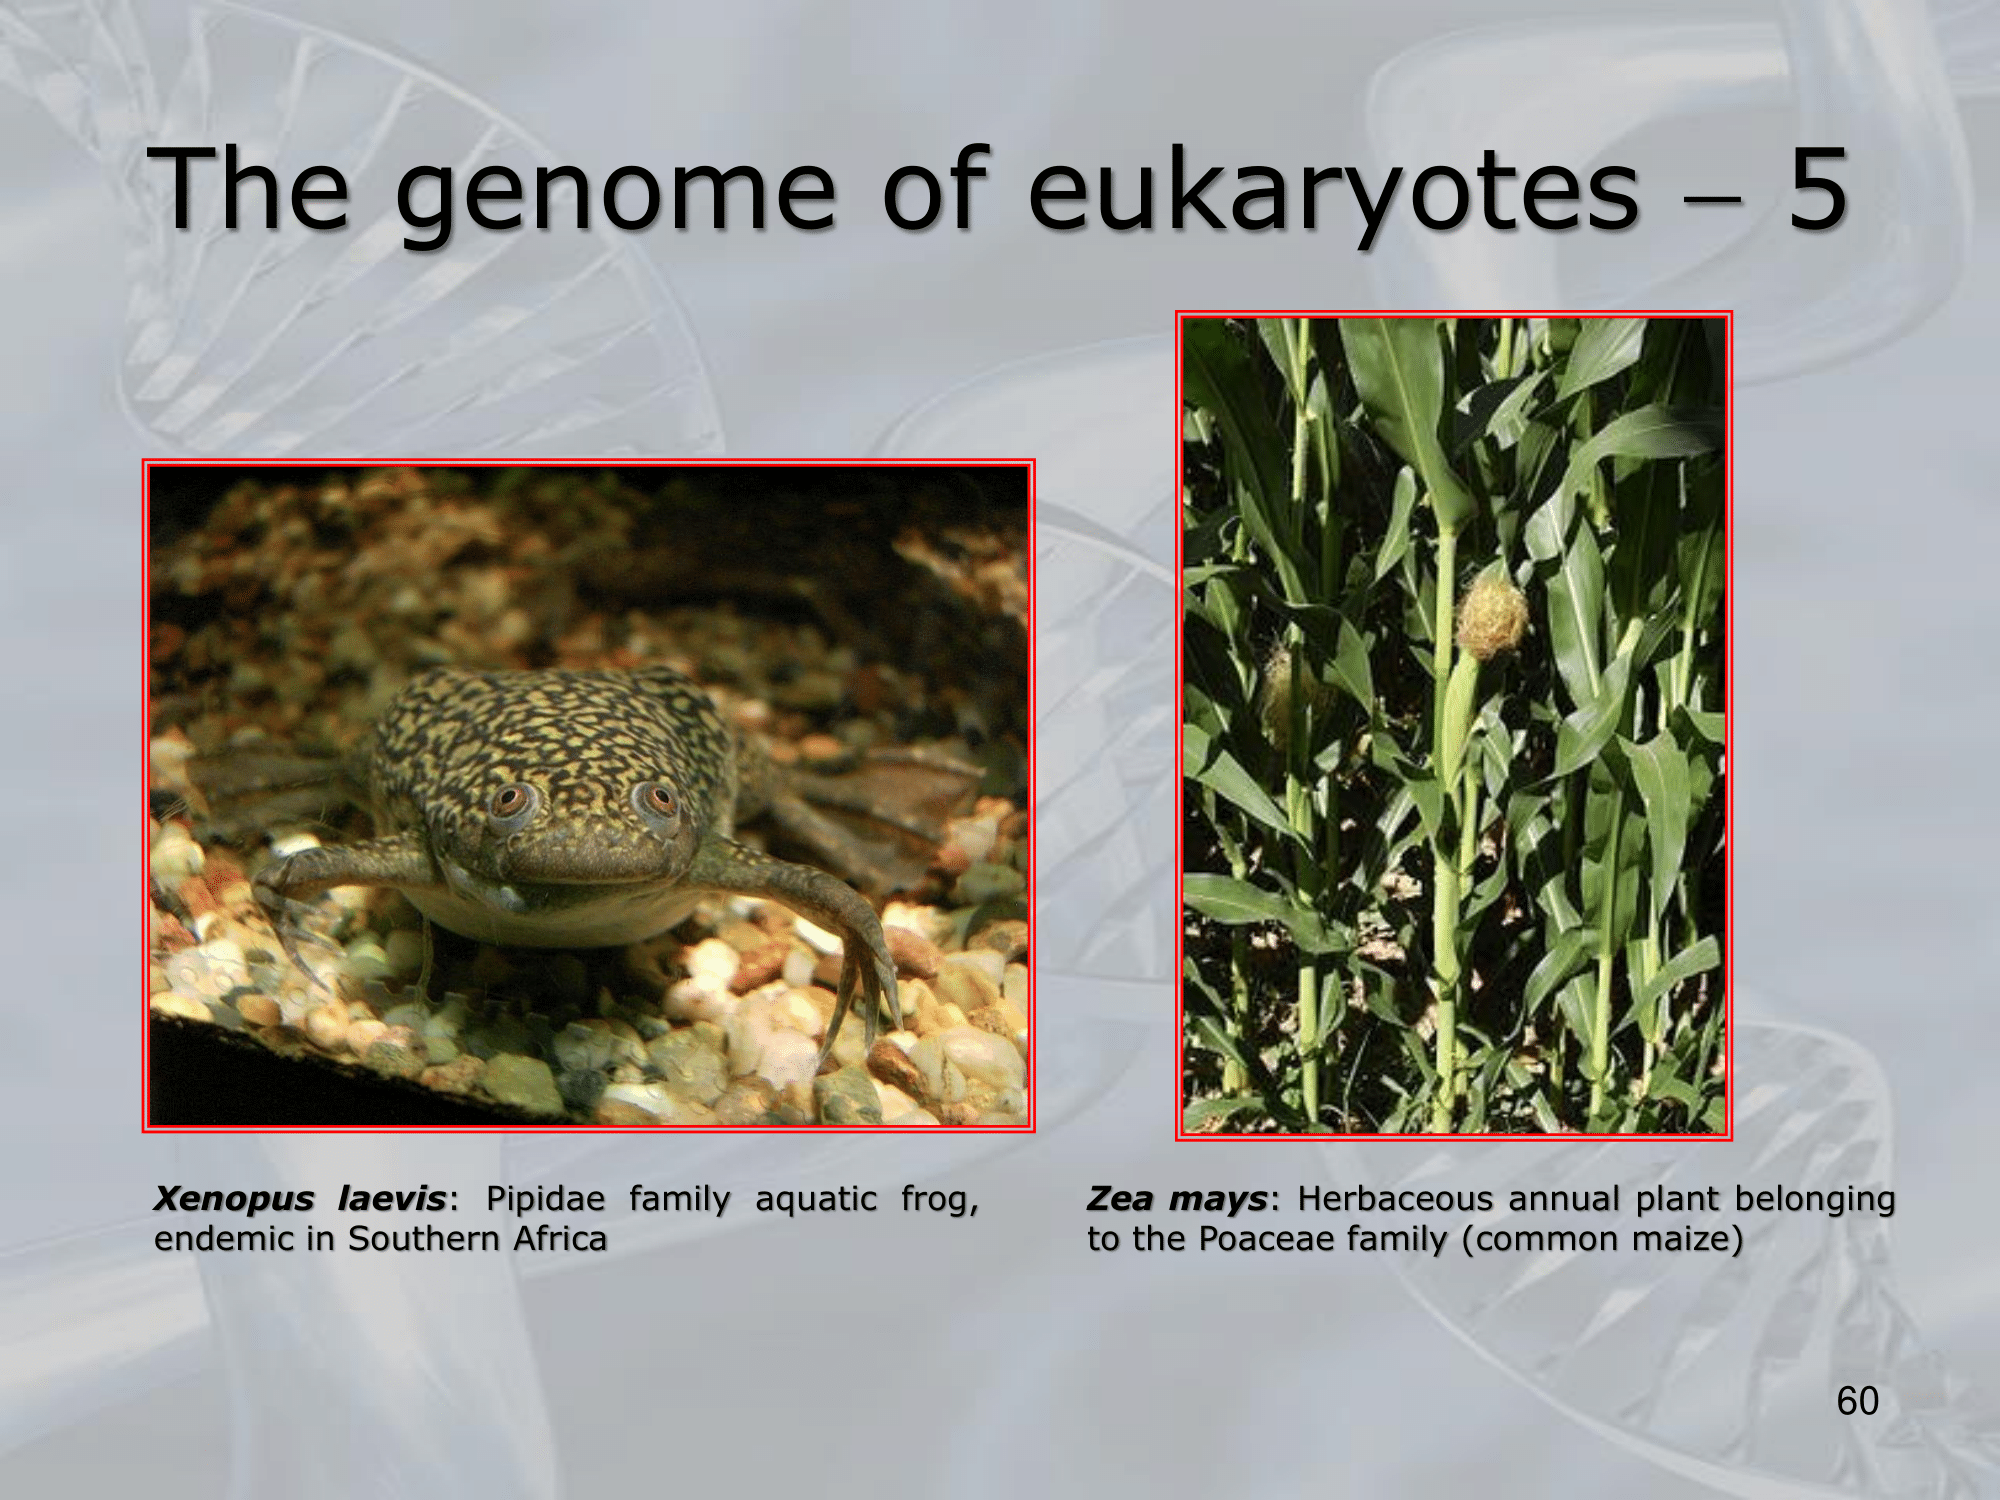 The genome of eukaryotes – 5
Xenopus laevis: Pipidae family aquatic frog,
endemic in Southern Africa
Zea mays: Herbaceous annual plant belonging
to the Poaceae family (common maize)
60